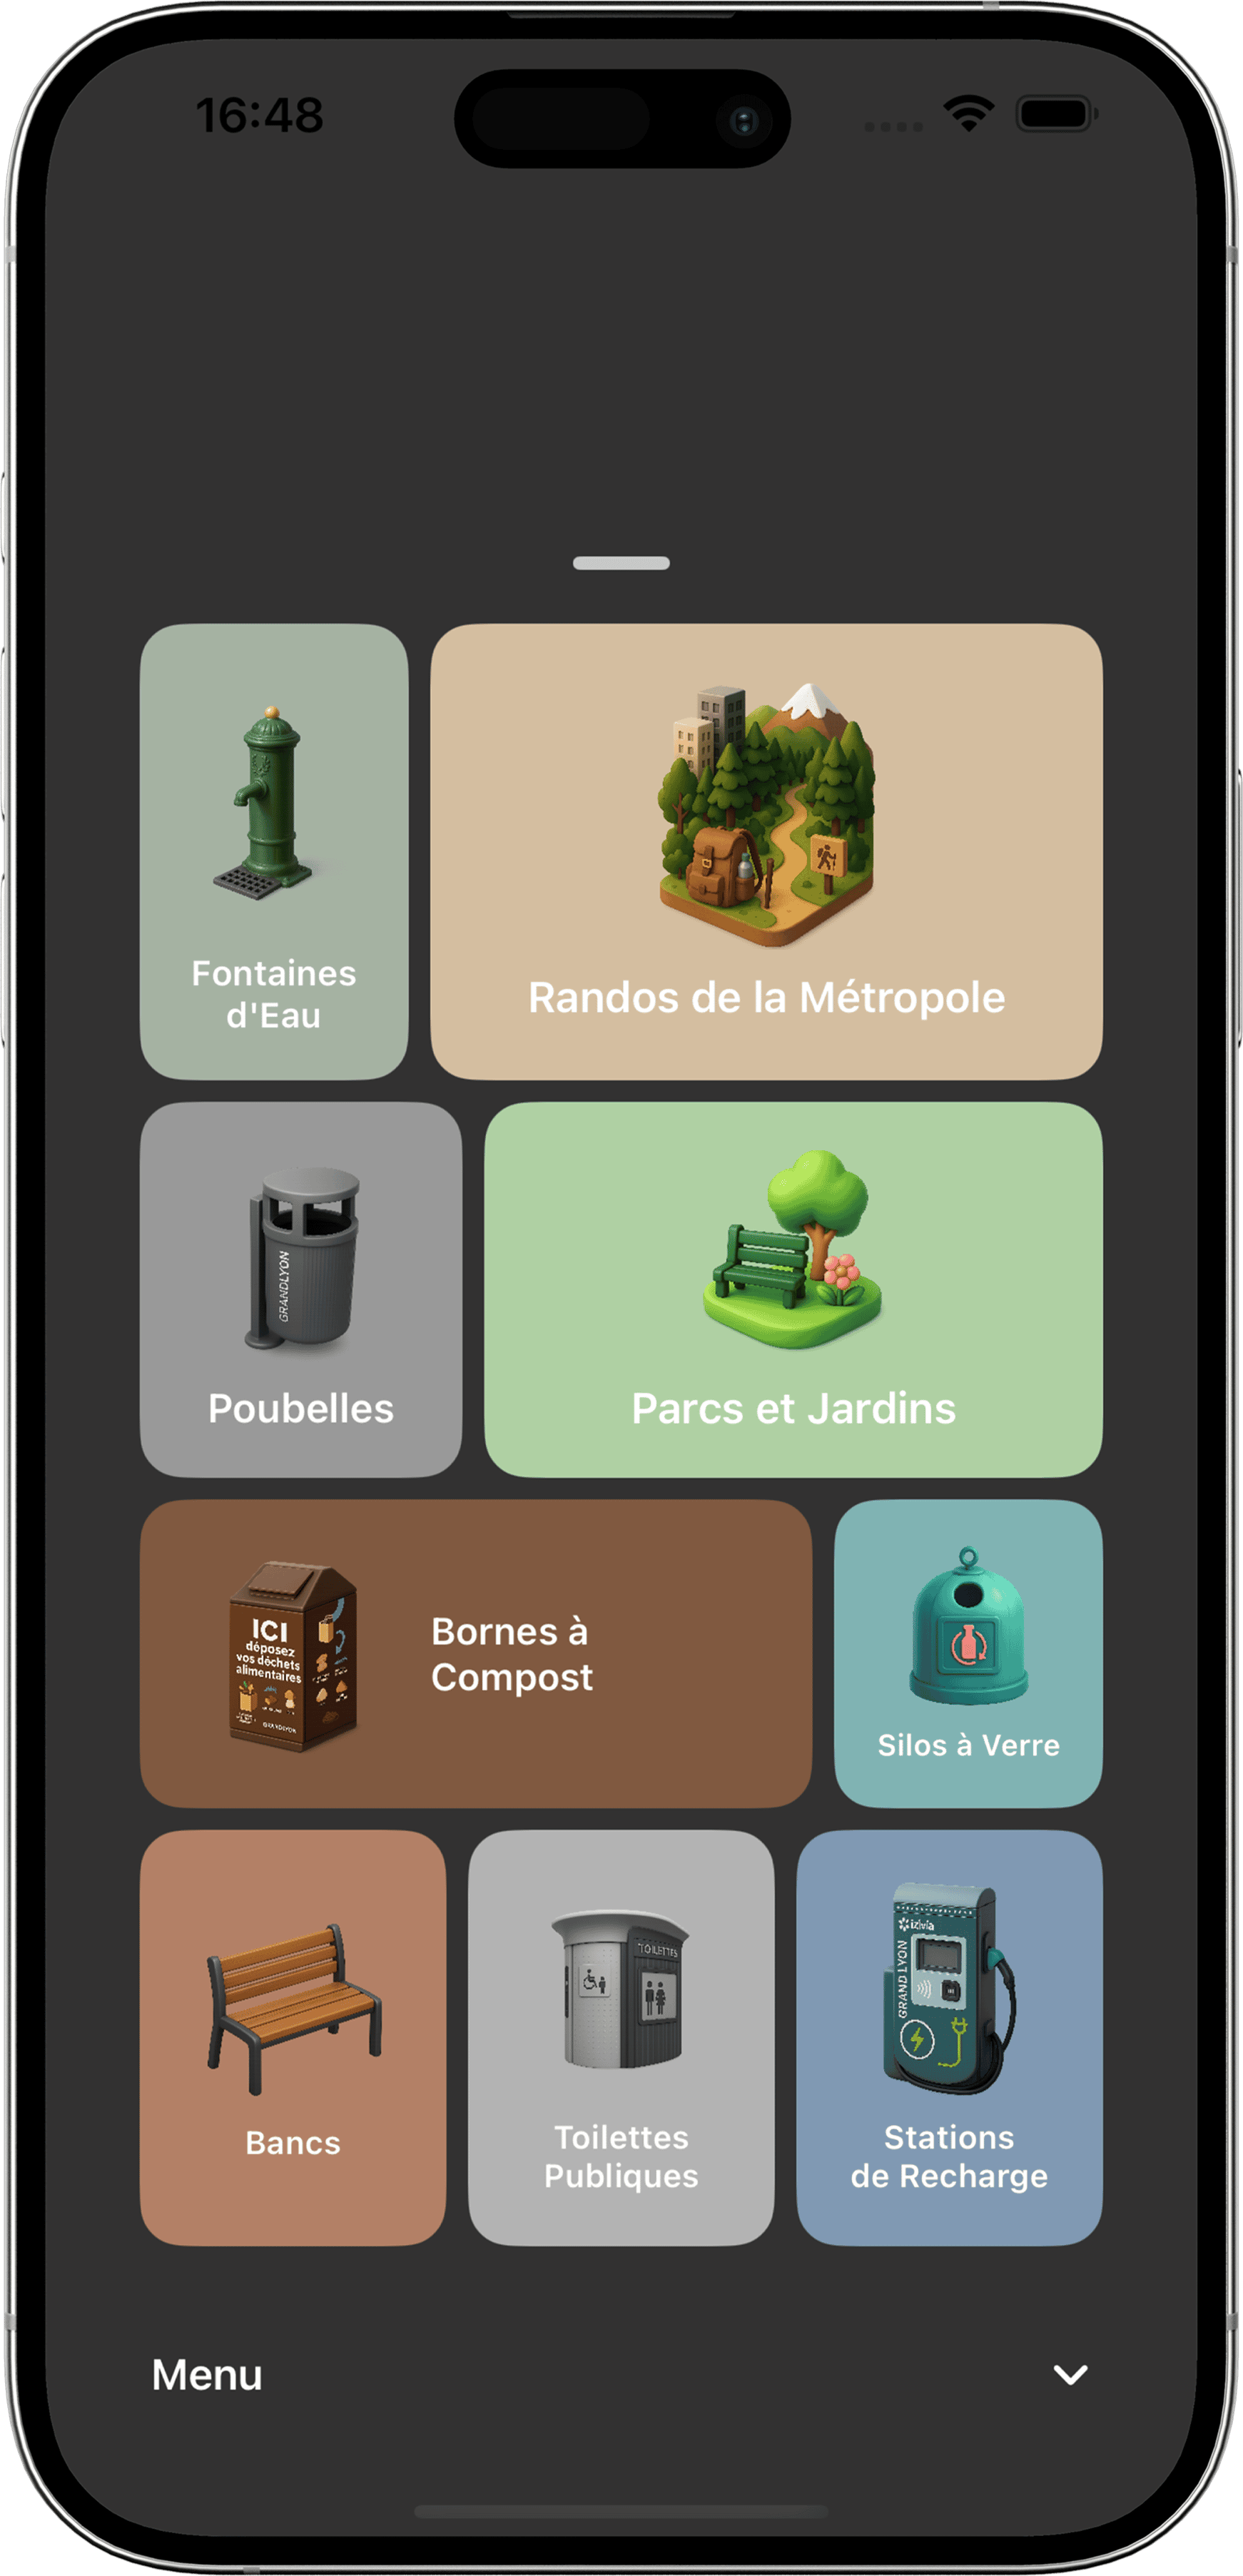 16:48
Fontaines
d'Eau
Randos de la Métropole
GRANDLYON
Poubelles
Parcs et Jardins
ICI
déposez
vos déchets
alimentaires
GRANDLYON
Bornes à
Compost
Silos à Verre
Bancs
TOILETTES
Toilettes
Publiques
izivia
GRAND LYON
Stations
de Recharge
Menu